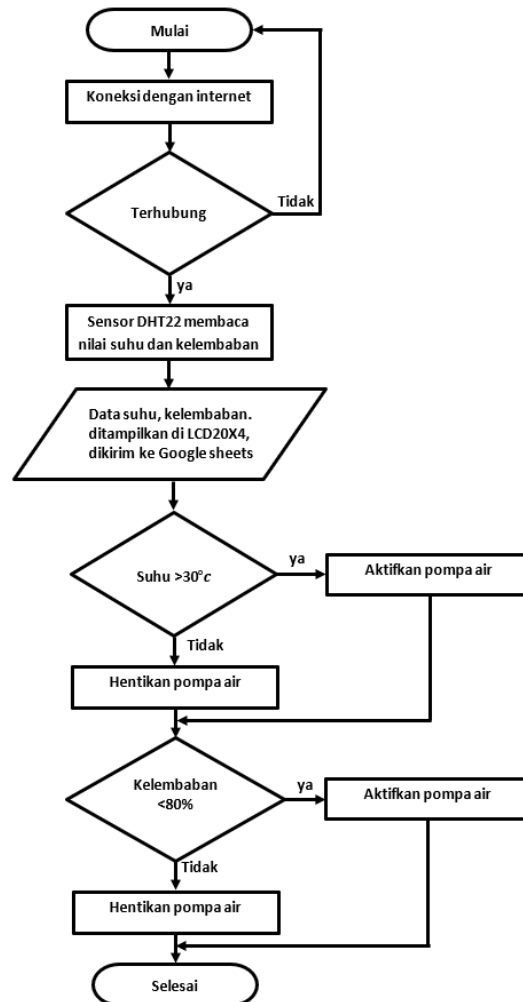 Mulai
Koneksi dengan internet
Terhubung
Tidak
ya
Sensor DHT22 membaca
nilai suhu dan kelembaban
Data suhu, kelembaban.
ditampilkan di LCD20X4,
dikirim ke Google sheets
Suhu >30°c
ya
Aktifkan pompa air
Tidak
Hentikan pompa air
Kelembaban
<80%
ya
Aktifkan pompa air
Tidak
Hentikan pompa air
Selesai